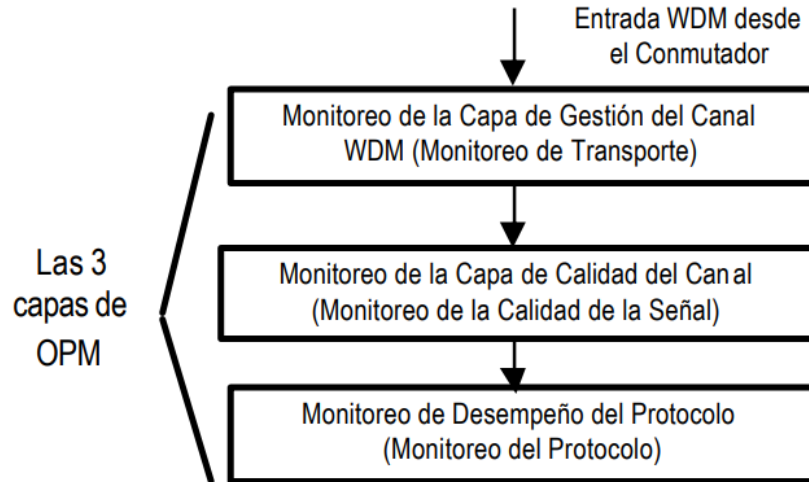 Entrada WDM desde
el Conmutador
Monitoreo de la Capa de Gestión del Canal
WDM (Monitoreo de Transporte)
Las 3
capas de
OPM
Monitoreo de la Capa de Calidad del Canal
(Monitoreo de la Calidad de la Señal)
Monitoreo de Desempeño del Protocolo
(Monitoreo del Protocolo)